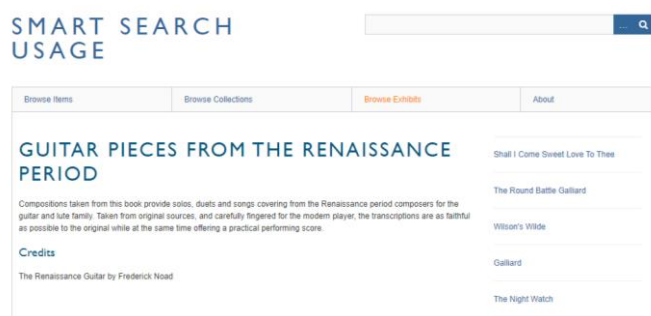 SMART SEARCH
USAGE
...
Browse Items
Browse Collections
Browse Exhibits
About
GUITAR PIECES FROM THE RENAISSANCE
PERIOD
Compositions taken from this book provide solos, duets and songs covering from the Renaissance period composers for the
guitar and lute family. Taken from original sources, and carefully fingered for the modern player, the transcriptions are as faithful
as possible to the original while at the same time offering a practical performing score.
Credits
The Renaissance Guitar by Frederick Noad
Shall I Come Sweet Love To Thee
The Round Battle Galliard
Wilson's Wilde
Galliard
The Night Watch